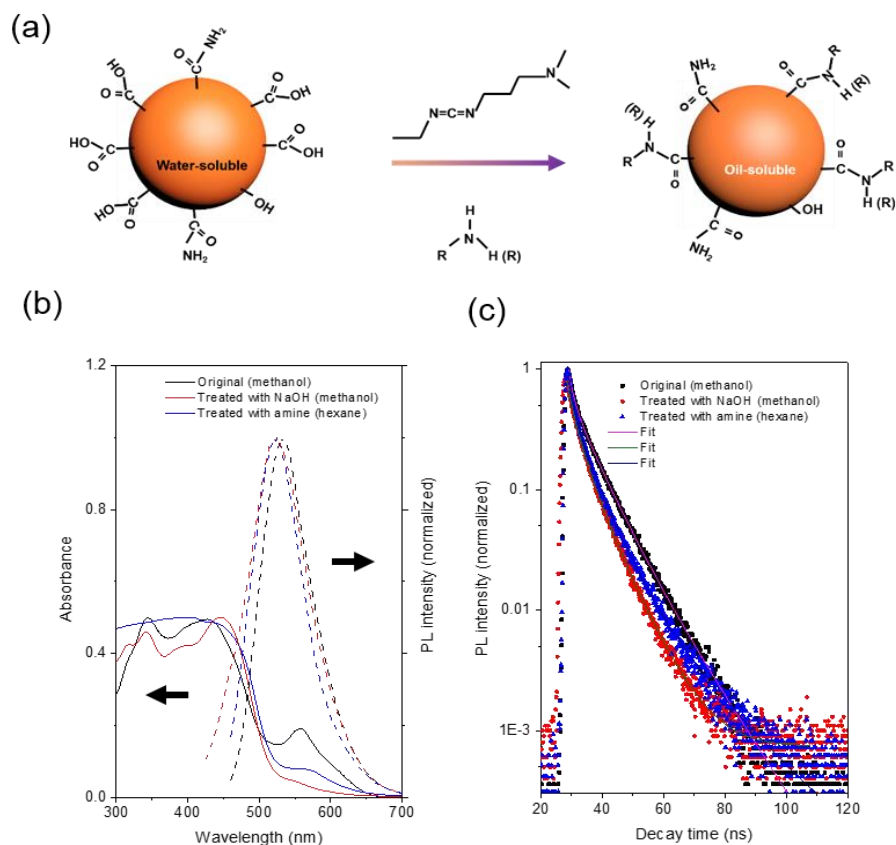 (a)
NH₂
O
C
HO
O
C
O
C
OH
HO
C
O
Water-soluble
O
C
OH
HO
C
O
OH
C
O
NH₂
N
N=C=N
H
N
R
H (R)
R
O
C
N
H (R)
NH₂
C
O
(R) H
N
R
C
O
Oil-soluble
O
C
N
R
H (R)
OH
C
O
NH₂
(b)
1.2
0.8
0.4
0.0
Absorbance
Original (methanol)
Treated with NaOH (methanol)
Treated with amine (hexane)
PL intensity (normalized)
300 400 500 600 700
Wavelength (nm)
(c)
1
0.1
0.01
1E-3
PL intensity (normalized)
Original (methanol)
Treated with NaOH (methanol)
Treated with amine (hexane)
Fit
Fit
Fit
20 40 60 80 100 120
Decay time (ns)